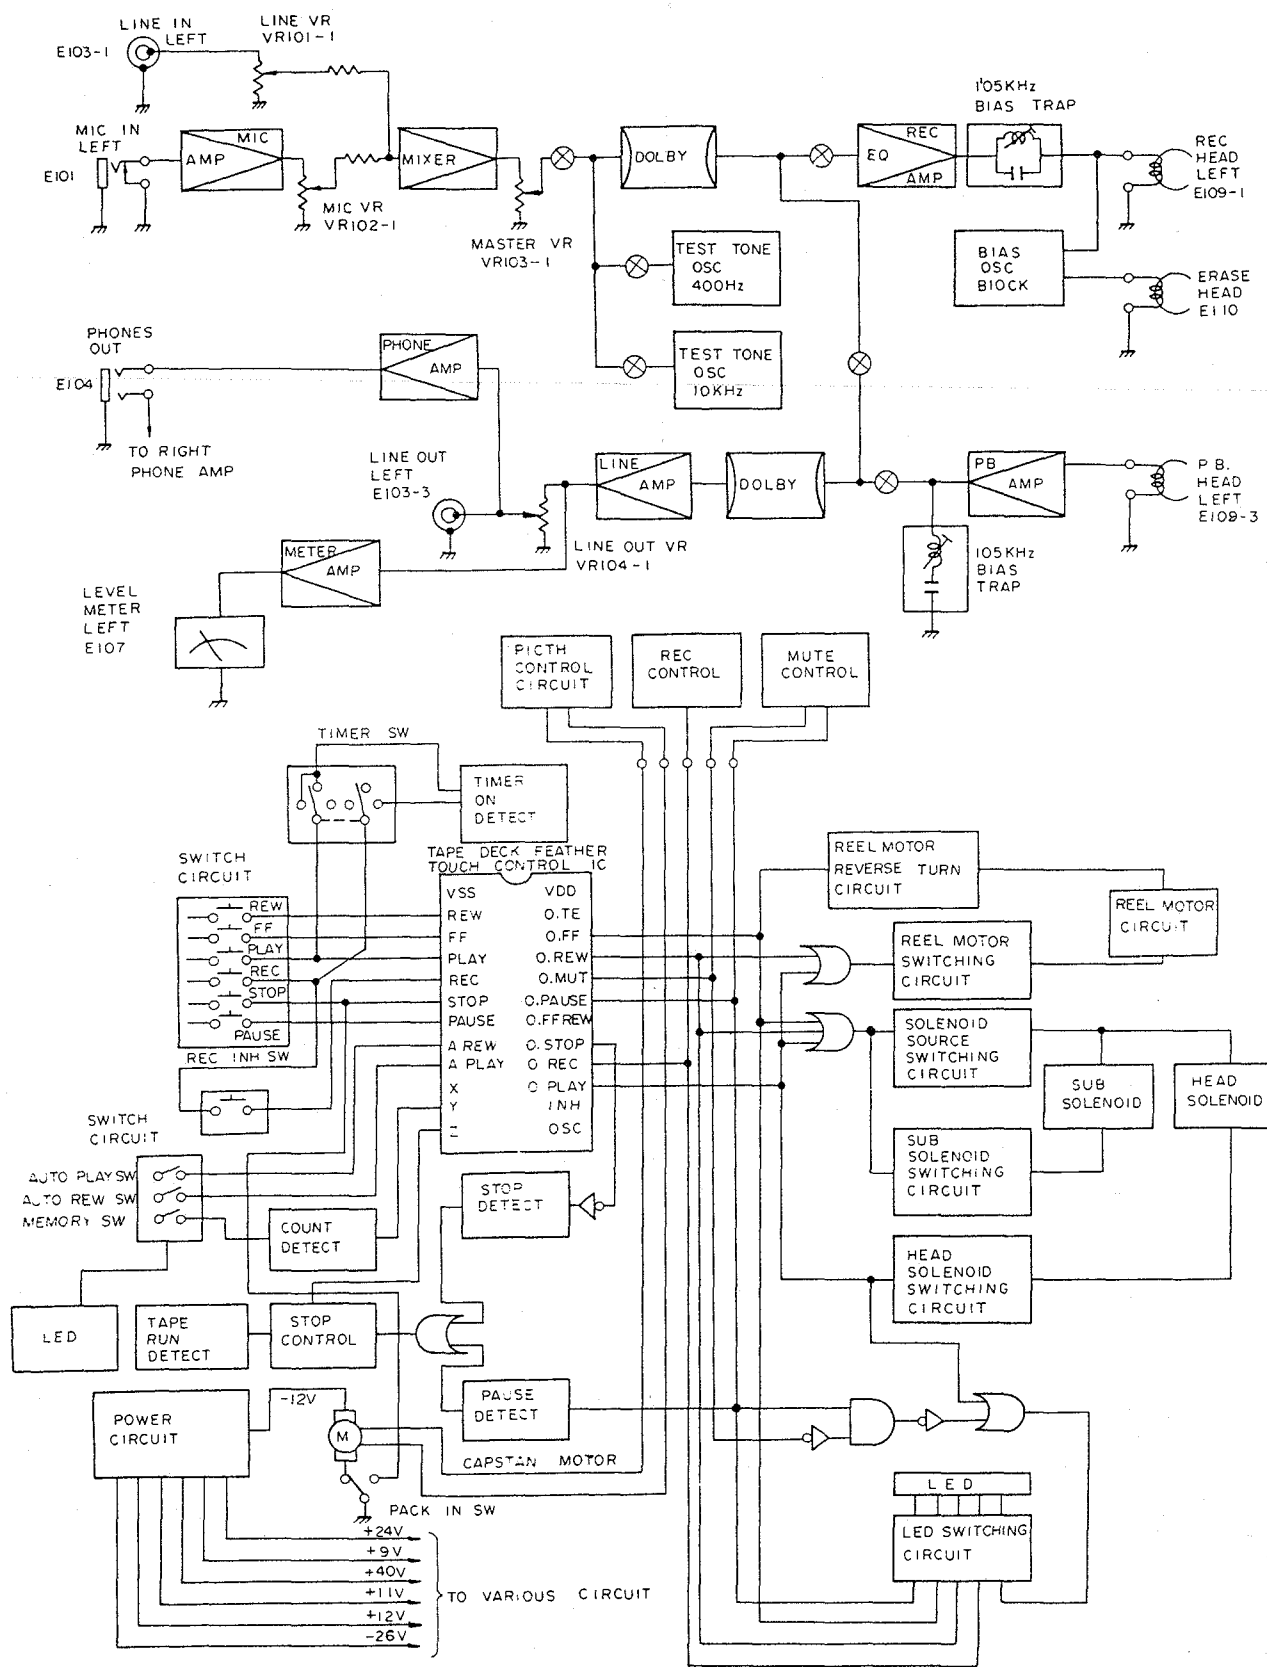 LINE IN
LEFT
E103-1
LINE VR
VR101-1
MIC IN
LEFT
E101
MIC
AMP
MIC VR
VR102-1
MIXER
MASTER VR
VR103-1
DOLBY
TEST TONE
OSC
400Hz
TEST TONE
OSC
10KHz
REC
EQ
AMP
105KHz
BIAS TRAP
REC
HEAD
LEFT
E109-1
BIAS
OSC
BLOCK
ERASE
HEAD
E110
PHONES
OUT
E104
TO RIGHT
PHONE AMP
PHONE
AMP
LINE OUT
LEFT
E103-3
LINE
AMP
DOLBY
PB
AMP
P B.
HEAD
LEFT
E109-3
LINE OUT VR
VR104-1
105KHz
BIAS
TRAP
METER
AMP
LEVEL
METER
LEFT
E107
PICTH
CONTROL
CIRCUIT
REC
CONTROL
MUTE
CONTROL
TIMER SW
TIMER
ON
DETECT
TAPE DECK FEATHER
TOUCH CONTROL IC
SWITCH
CIRCUIT
REW
FF
PLAY
REC
STOP
PAUSE
REC INH SW
VSS
REW
FF
PLAY
REC
STOP
PAUSE
A REW
A PLAY
X
Y
Z
VDD
O.TE
O.FF
O.REW
O.MUT
O.PAUSE
O.FFREW
O.STOP
O REC
O PLAY
INH
OSC
REEL MOTOR
REVERSE TURN
CIRCUIT
REEL MOTOR
CIRCUIT
REEL MOTOR
SWITCHING
CIRCUIT
SOLENOID
SOURCE
SWITCHING
CIRCUIT
SUB
SOLENOID
HEAD
SOLENOID
SUB
SOLENOID
SWITCHING
CIRCUIT
HEAD
SOLENOID
SWITCHING
CIRCUIT
SWITCH
CIRCUIT
AUTO PLAY SW
AUTO REW SW
MEMORY SW
COUNT
DETECT
STOP
DETECT
LED
TAPE
RUN
DETECT
STOP
CONTROL
PAUSE
DETECT
POWER
CIRCUIT
-12V
M
CAPSTAN MOTOR
PACK IN SW
+24V
+9V
+40V
+11V
+12V
-26V
TO VARIOUS CIRCUIT
LED
LED SWITCHING
CIRCUIT